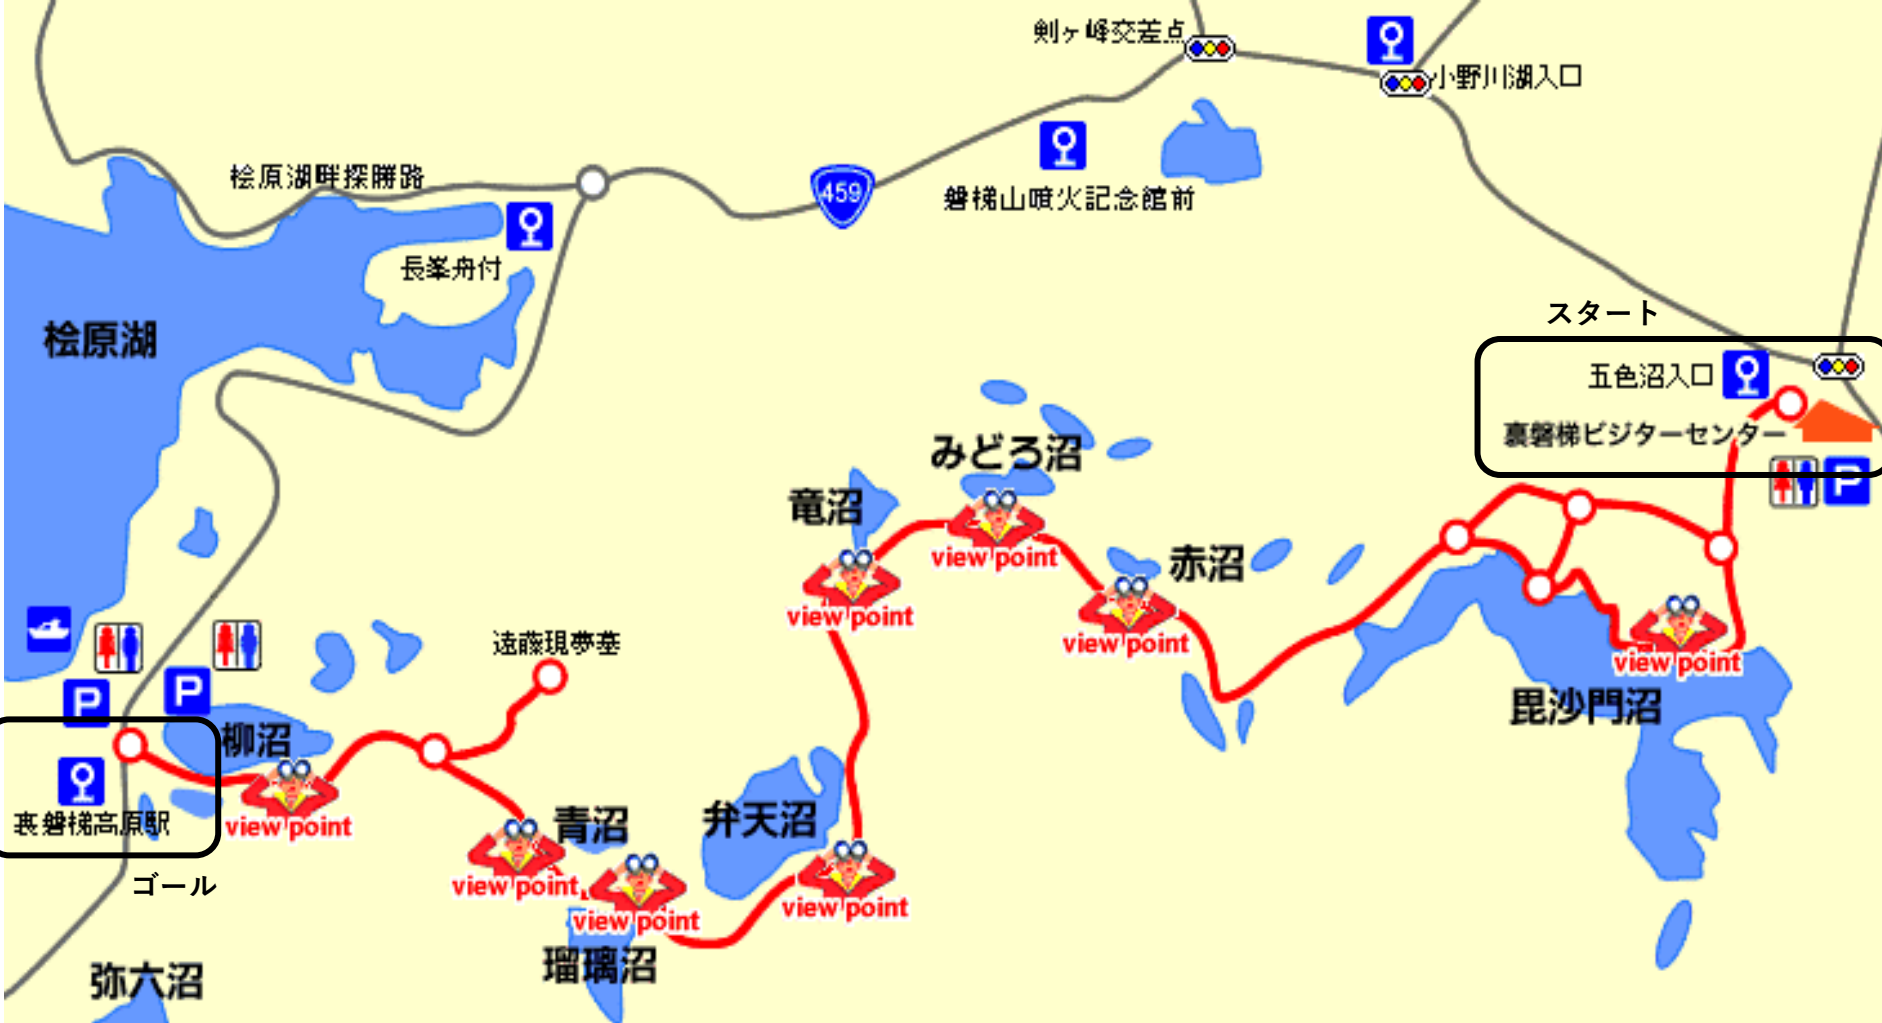 剣ヶ峰交差点
小野川湖入口
桧原湖畔探勝路
459
磐梯山噴火記念館前
長峯舟付
桧原湖
スタート
五色沼入口
裏磐梯ビジターセンター
P
みどろ沼
竜沼
view point
view point
赤沼
view point
view point
毘沙門沼
遠藤現夢墓
P
P
柳沼
view point
裏磐梯高原駅
ゴール
青沼
view point
弁天沼
view point
view point
瑠璃沼
弥六沼